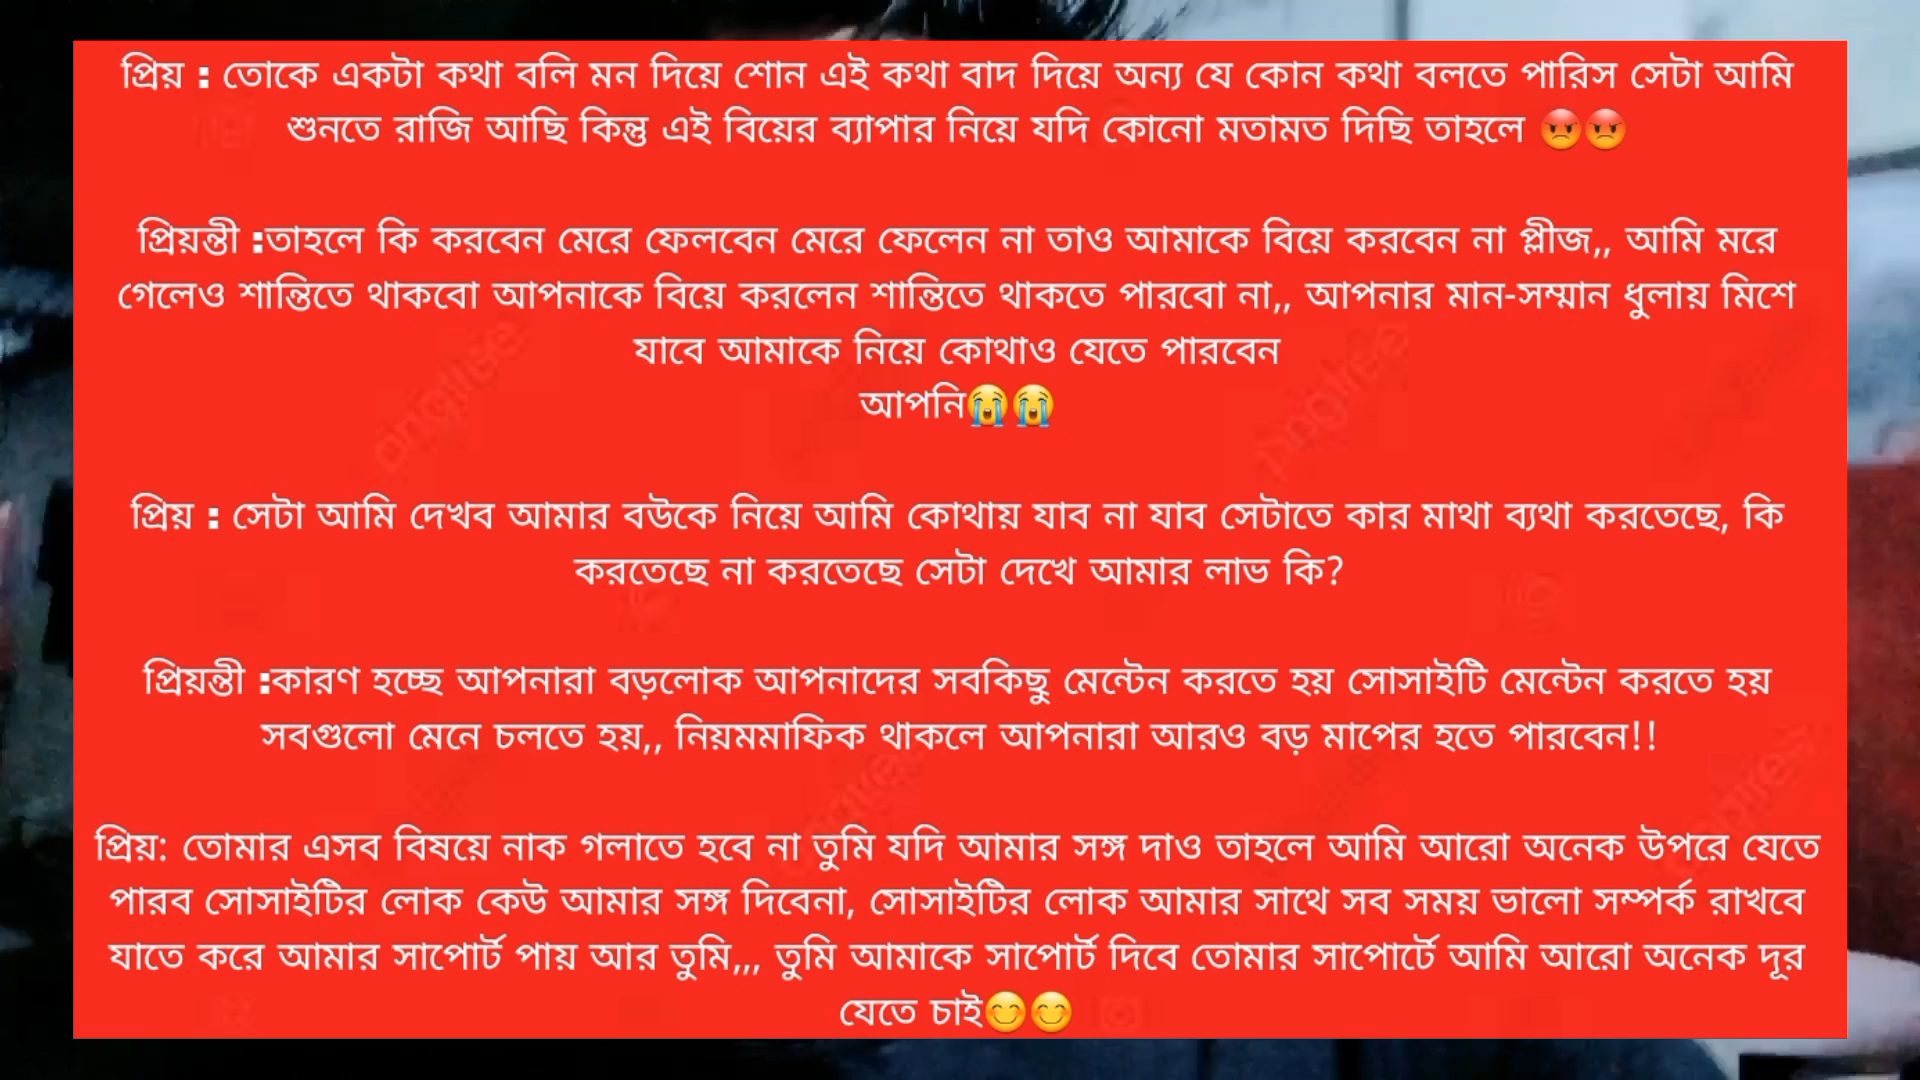 প্রিয় : তোকে একটা কথা বলি মন দিয়ে শোন এই কথা বাদ দিয়ে অন্য যে কোন কথা বলতে পারিস সেটা আমি
শুনতে রাজি আছি কিন্তু এই বিয়ের ব্যাপার নিয়ে যদি কোনো মতামত দিছি তাহলে 😡😡
প্রিয়ন্তী :তাহলে কি করবেন মেরে ফেলবেন মেরে ফেলেন না তাও আমাকে বিয়ে করবেন না প্লীজ,, আমি মরে
গেলেও শান্তিতে থাকবো আপনাকে বিয়ে করলেন শান্তিতে থাকতে পারবো না,, আপনার মান-সম্মান ধুলায় মিশে
যাবে আমাকে নিয়ে কোথাও যেতে পারবেন
আপনি😭😭
প্রিয় : সেটা আমি দেখব আমার বউকে নিয়ে আমি কোথায় যাব না যাব সেটাতে কার মাথা ব্যথা করতেছে, কি
করতেছে না করতেছে সেটা দেখে আমার লাভ কি?
প্রিয়ন্তী :কারণ হচ্ছে আপনারা বড়লোক আপনাদের সবকিছু মেন্টেন করতে হয় সোসাইটি মেন্টেন করতে হয়
সবগুলো মেনে চলতে হয়,, নিয়মমাফিক থাকলে আপনারা আরও বড় মাপের হতে পারবেন!!
প্রিয়: তোমার এসব বিষয়ে নাক গলাতে হবে না তুমি যদি আমার সঙ্গ দাও তাহলে আমি আরো অনেক উপরে যেতে
পারব সোসাইটির লোক কেউ আমার সঙ্গ দিবেনা, সোসাইটির লোক আমার সাথে সব সময় ভালো সম্পর্ক রাখবে
যাতে করে আমার সাপোর্ট পায় আর তুমি,,, তুমি আমাকে সাপোর্ট দিবে তোমার সাপোর্টে আমি আরো অনেক দূর
যেতে চাই😊😊